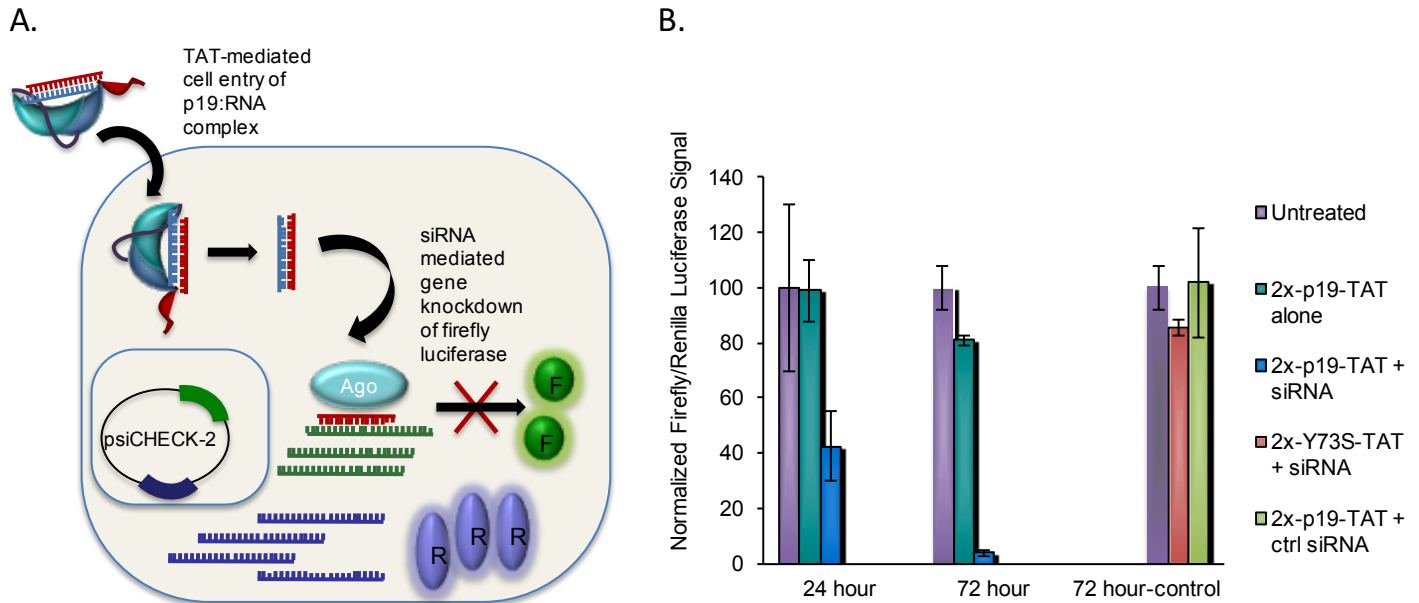 A.
TAT-mediated
cell entry of
p19:RNA
complex
siRNA
mediated
gene
knockdown
of firefly
luciferase
Ago
F
F
psiCHECK-2
R
R
R
B.
Normalized Firefly/Renilla Luciferase Signal
140
120
100
80
60
40
20
0
24 hour
72 hour
72 hour-control
Untreated
2x-p19-TAT
alone
2x-p19-TAT +
siRNA
2x-Y73S-TAT
+ siRNA
2x-p19-TAT +
ctrl siRNA